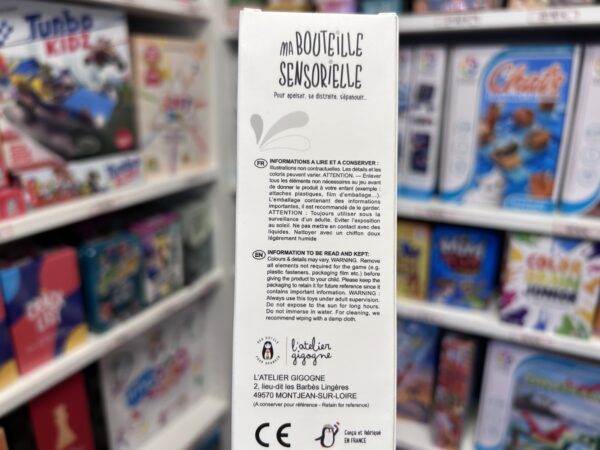 Turbo
KIDZ
Chats
MA BOUTEILLE
SENSORIELLE
Pour apaiser, se distraire, s'épanouir...
FR INFORMATIONS A LIRE ET A CONSERVER :
Illustrations non contractuelles. Les détails et les
coloris peuvent varier. ATTENTION. — Enlever
tous les éléments non nécessaires au jeu avant
de donner le produit à votre enfant (exemple :
attaches plastiques, film d'emballage...).
L'emballage contenant des informations
importantes, il est recommandé de le garder.
ATTENTION : Toujours utiliser sous la
surveillance d'un adulte. Eviter l'exposition
au soleil. Ne pas mettre en contact avec des
liquides. Nettoyer avec un chiffon doux
légèrement humide
EN INFORMATION TO BE READ AND KEPT:
Colours & details may vary. WARNING. Remove
all elements not required for the game (e.g.
plastic fasteners, packaging film etc.) before
giving the product to your child. Please keep the
packaging to retain it for future reference since it
contains important information. WARNING :
Always use this toys under adult supervision.
Do not expose to the sun for long hours.
Do not immerse in water. For cleaning, we
recommend wiping with a damp cloth.
l'atelier
gigogne
L'ATELIER GIGOGNE
2, lieu-dit les Barbès Lingères
49570 MONTJEAN-SUR-LOIRE
(A conserver pour référence - Retain for reference)
CE
Conçu et fabriqué
EN FRANCE